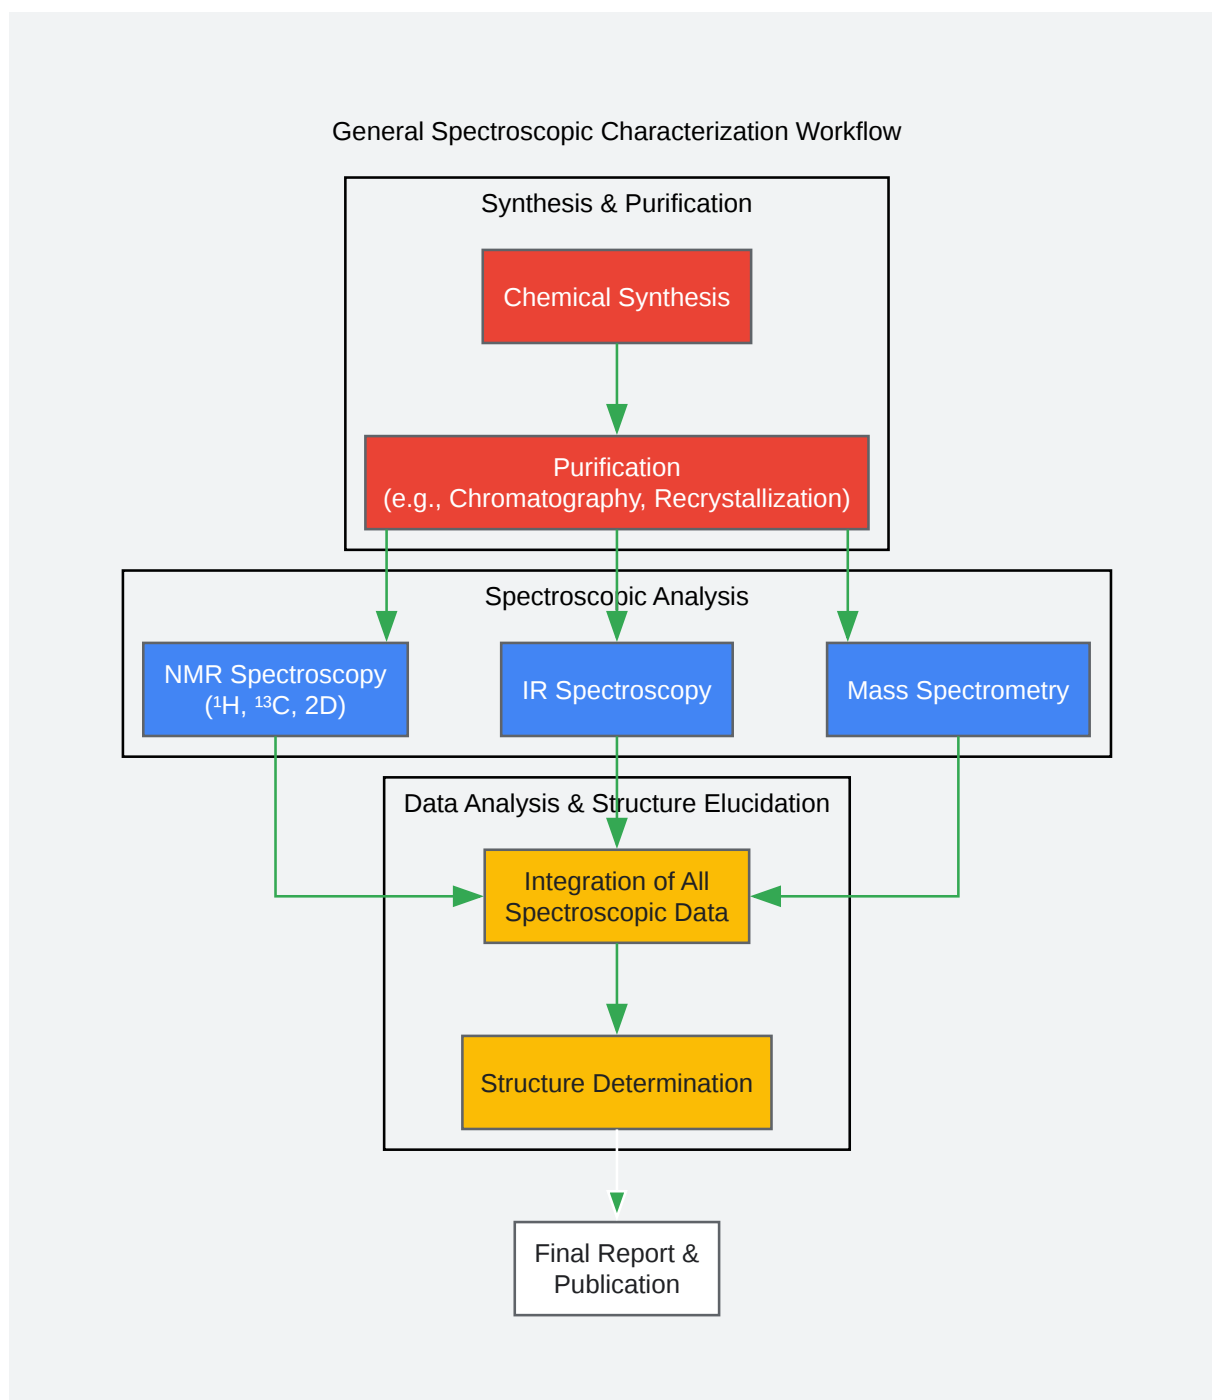 General Spectroscopic Characterization Workflow
Synthesis & Purification
Chemical Synthesis
Purification
(e.g., Chromatography, Recrystallization)
Spectroscopic Analysis
NMR Spectroscopy
(¹H, ¹³C, 2D)
IR Spectroscopy
Mass Spectrometry
Data Analysis & Structure Elucidation
Integration of All
Spectroscopic Data
Structure Determination
Final Report &
Publication